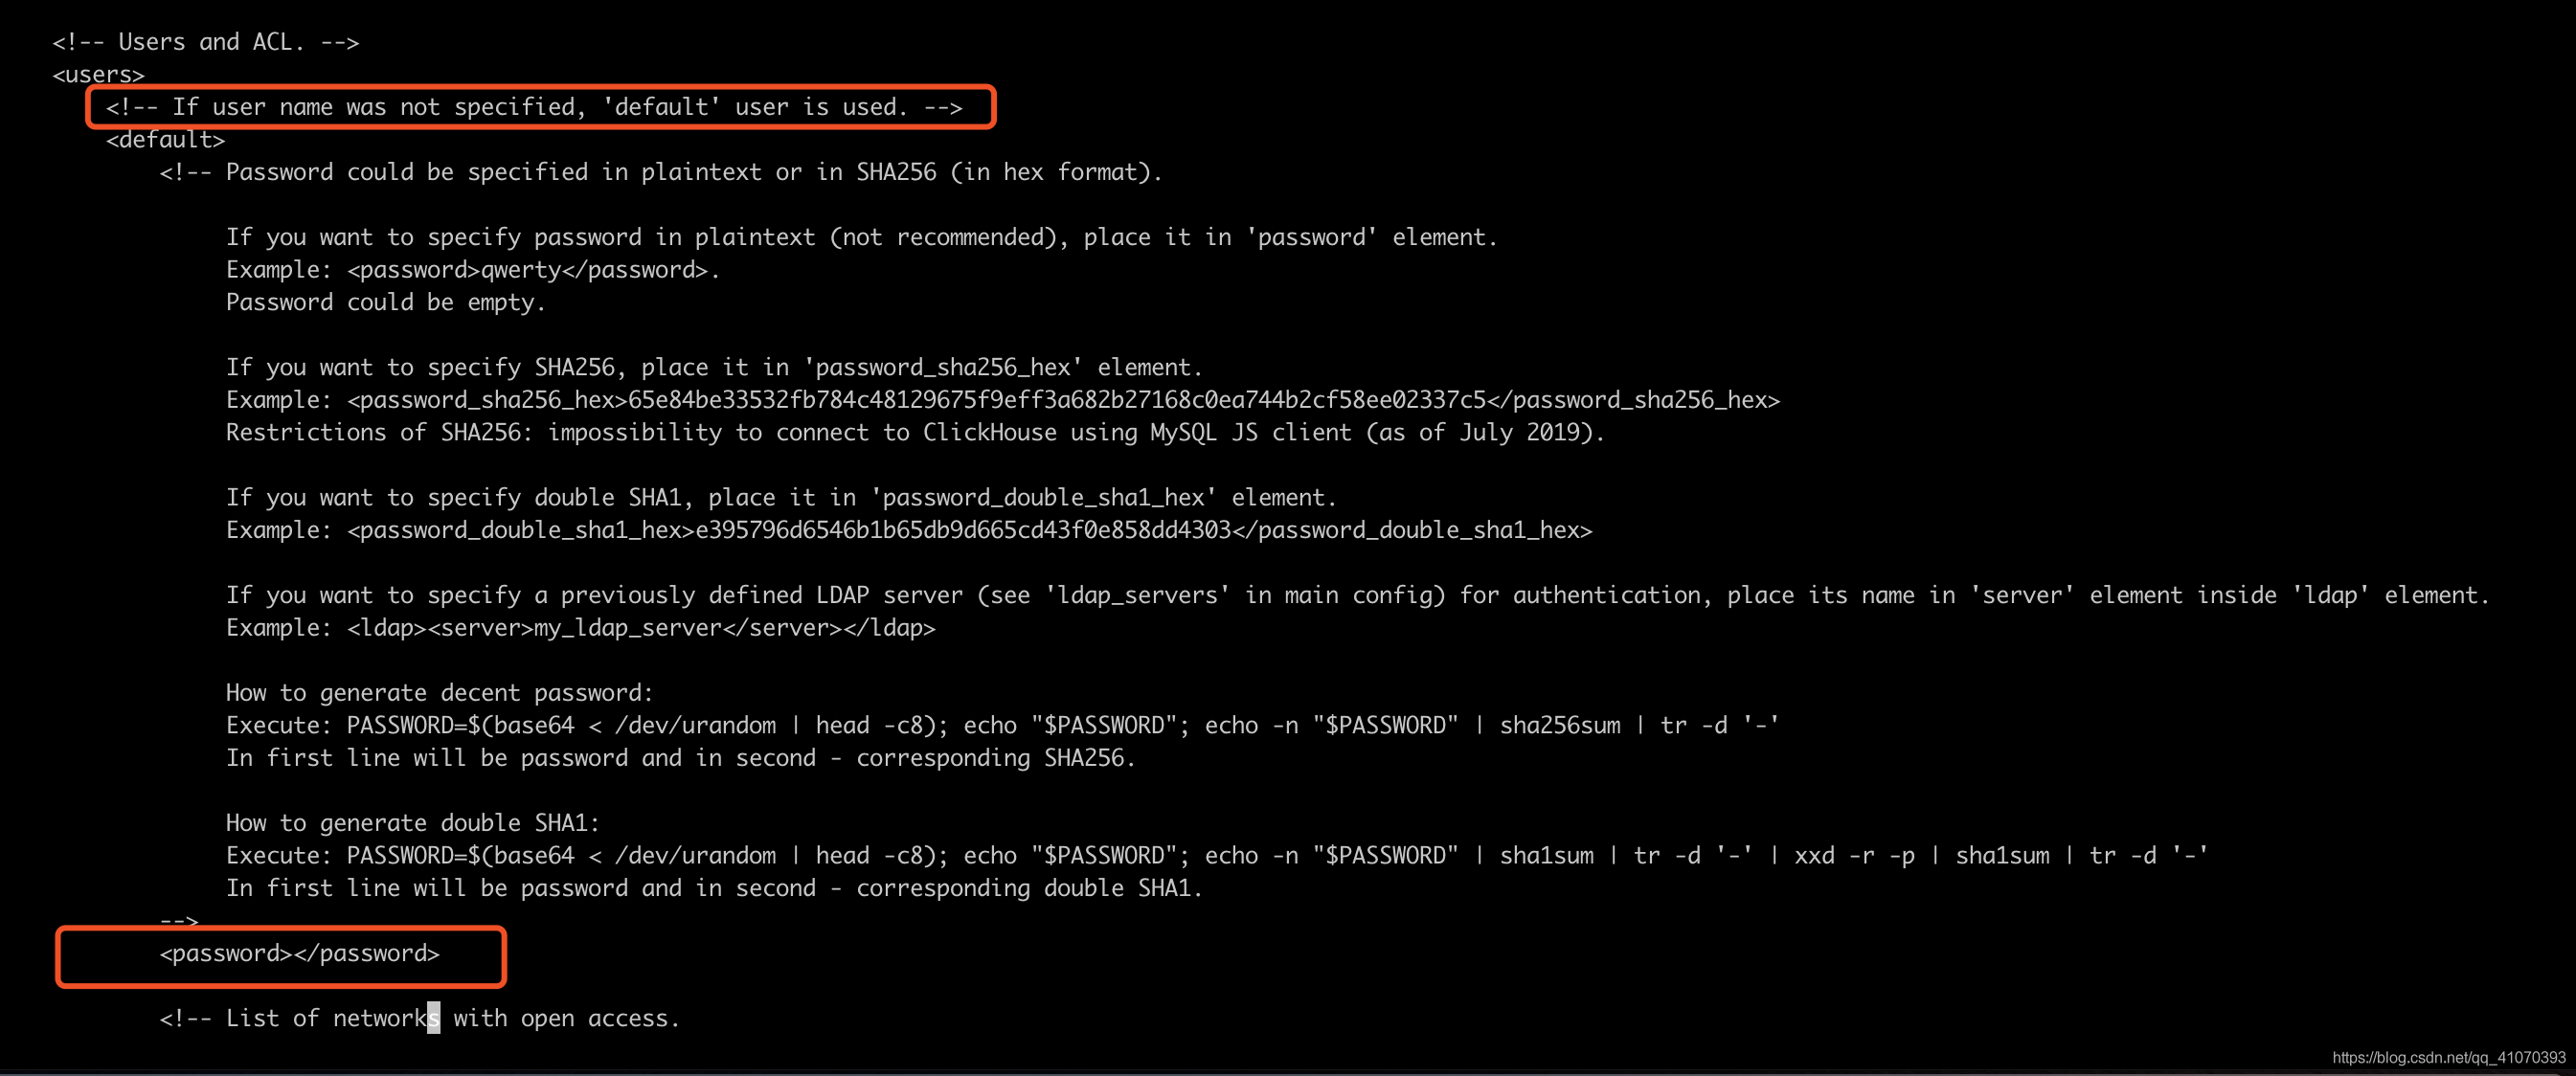 <!-- Users and ACL. -->
<users>
<!-- If user name was not specified, 'default' user is used. -->
<default>
<!-- Password could be specified in plaintext or in SHA256 (in hex format).
If you want to specify password in plaintext (not recommended), place it in 'password' element.
Example: <password>qwerty</password>.
Password could be empty.
If you want to specify SHA256, place it in 'password_sha256_hex' element.
Example: <password_sha256_hex>65e84be33532fb784c48129675f9eff3a682b27168c0ea744b2cf58ee02337c5</password_sha256_hex>
Restrictions of SHA256: impossibility to connect to ClickHouse using MySQL JS client (as of July 2019).
If you want to specify double SHA1, place it in 'password_double_sha1_hex' element.
Example: <password_double_sha1_hex>e395796d6546b1b65db9d665cd43f0e858dd4303</password_double_sha1_hex>
If you want to specify a previously defined LDAP server (see 'ldap_servers' in main config) for authentication, place its name in 'server' element inside 'ldap' element.
Example: <ldap><server>my_ldap_server</server></ldap>
How to generate decent password:
Execute: PASSWORD=$(base64 < /dev/urandom | head -c8); echo "$PASSWORD"; echo -n "$PASSWORD" | sha256sum | tr -d '-'
In first line will be password and in second - corresponding SHA256.
How to generate double SHA1:
Execute: PASSWORD=$(base64 < /dev/urandom | head -c8); echo "$PASSWORD"; echo -n "$PASSWORD" | sha1sum | tr -d '-' | xxd -r -p | sha1sum | tr -d '-'
In first line will be password and in second - corresponding double SHA1.
-->
<password></password>
<!-- List of networks with open access.
https://blog.csdn.net/qq_41070393